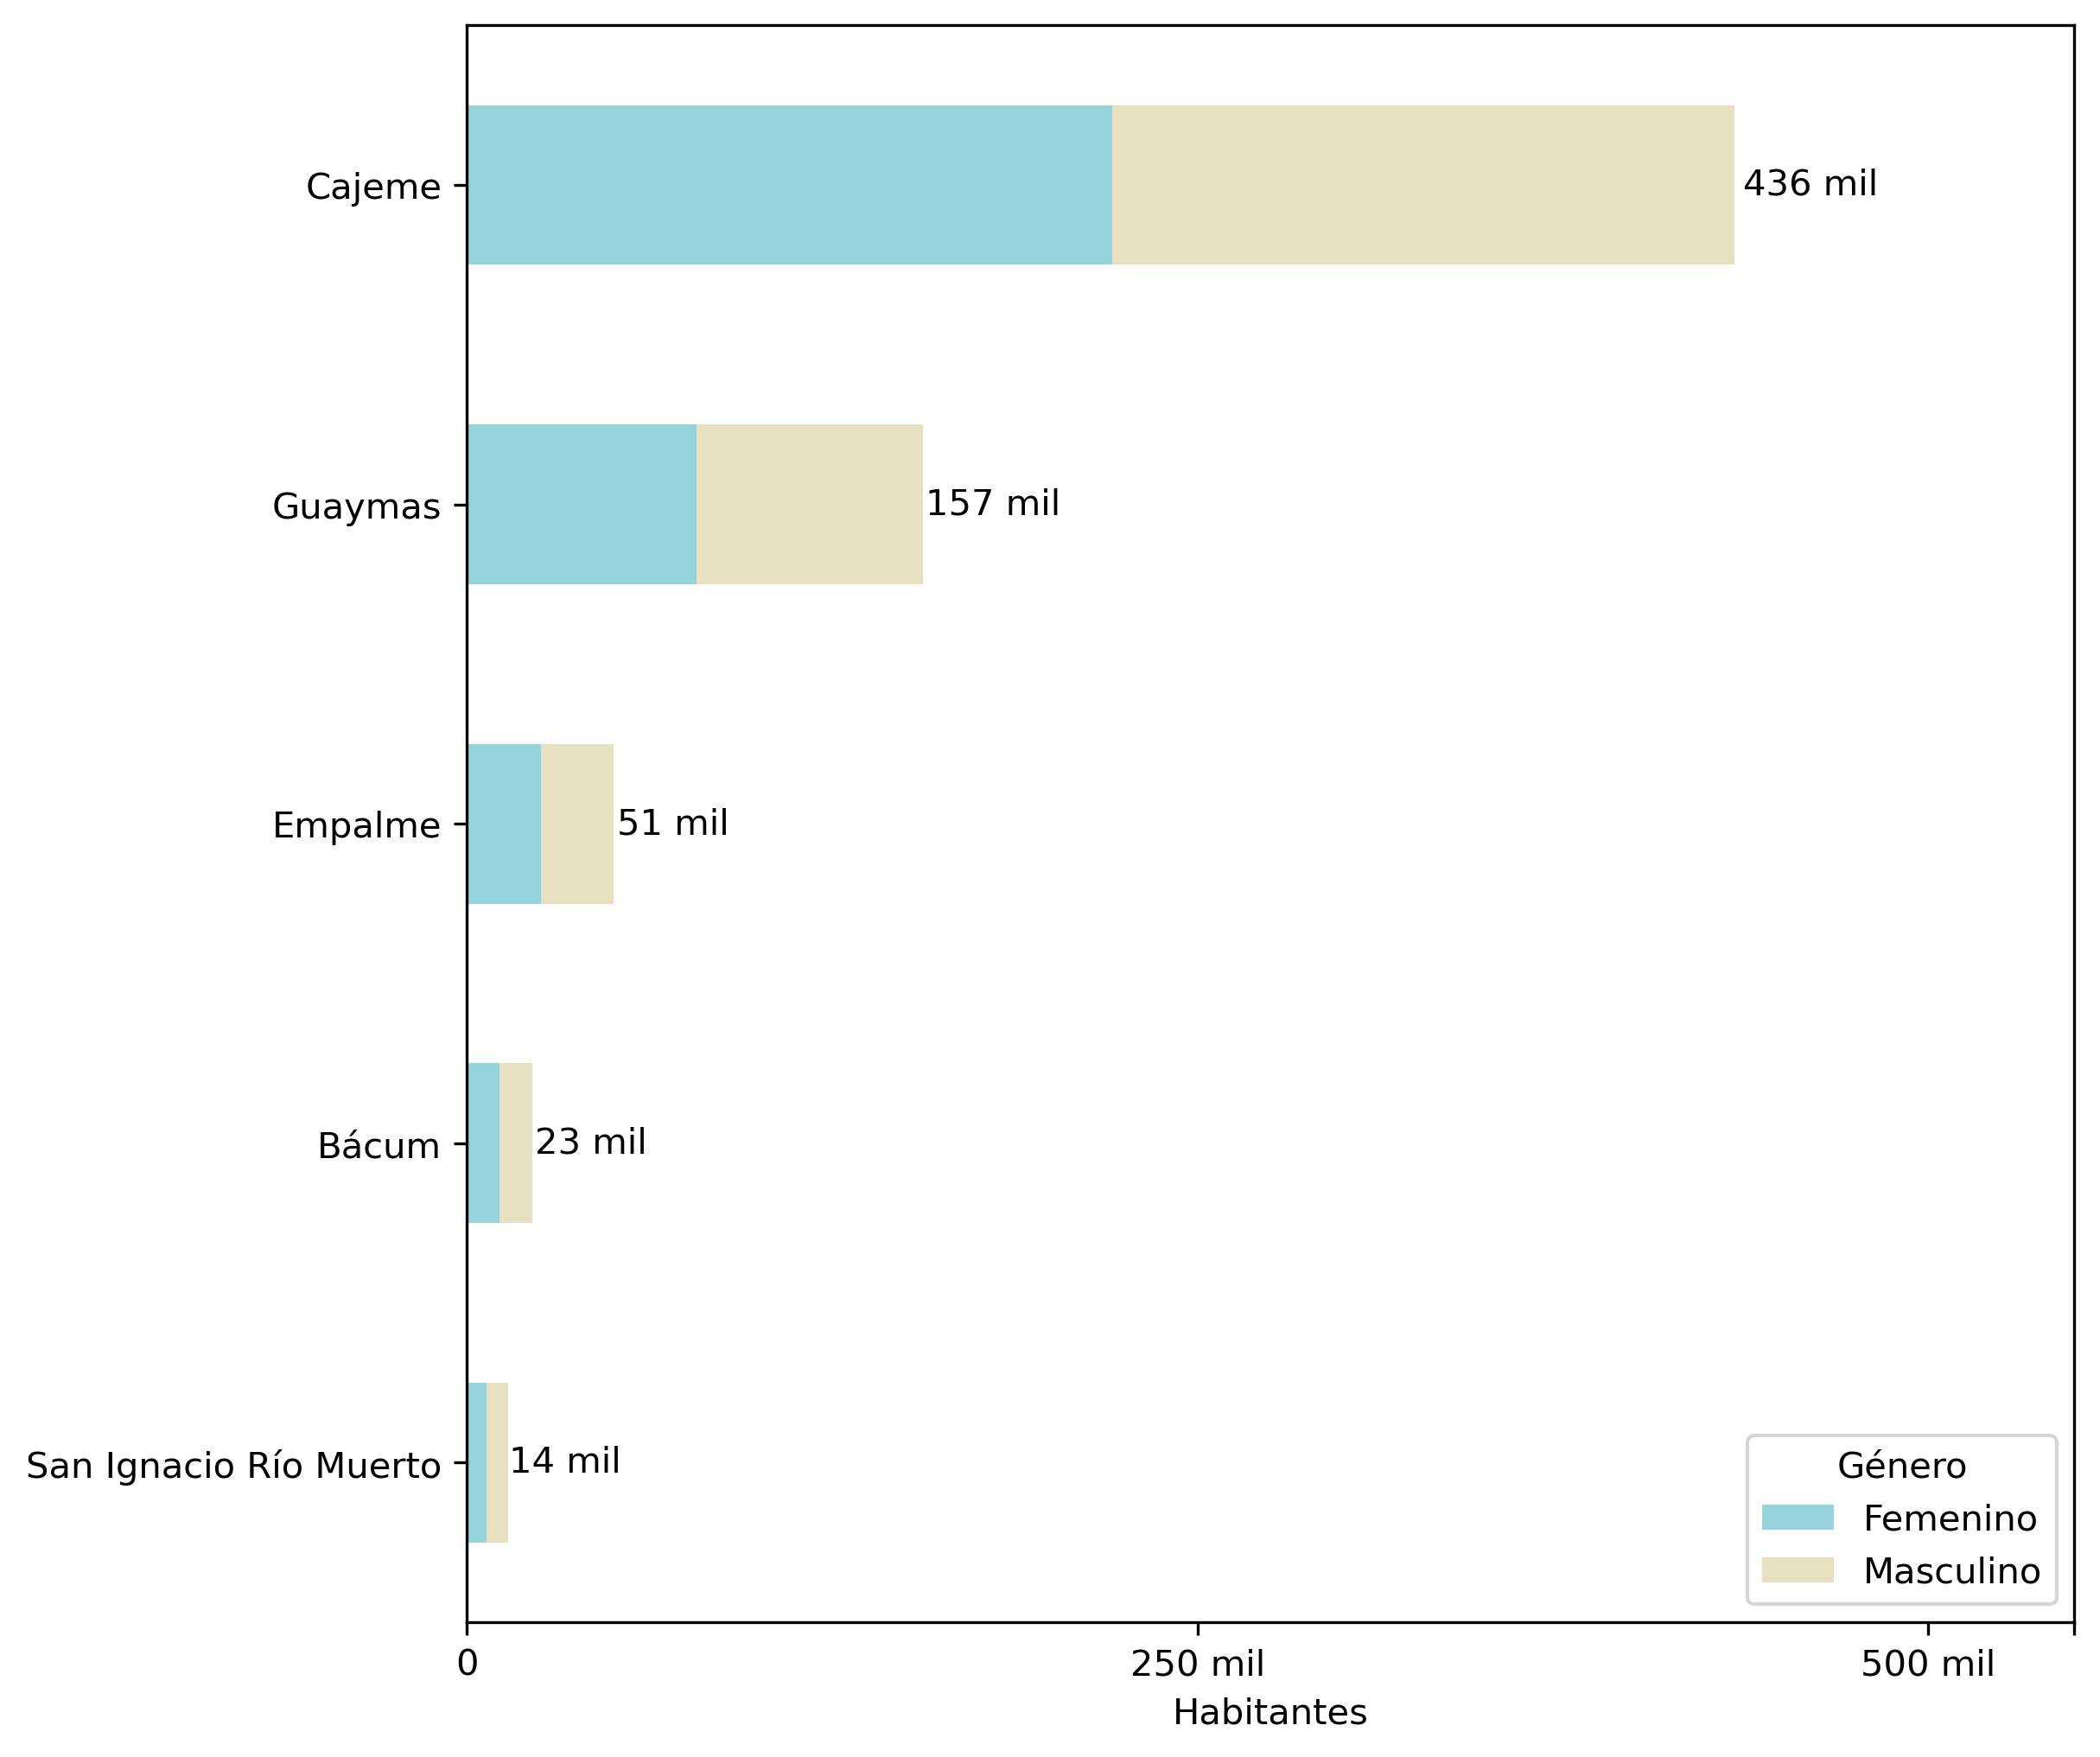 Cajeme
436 mil
Guaymas
157 mil
Empalme
51 mil
Bácum
23 mil
San Ignacio Río Muerto
14 mil
Género
Femenino
Masculino
0
250 mil
500 mil
Habitantes